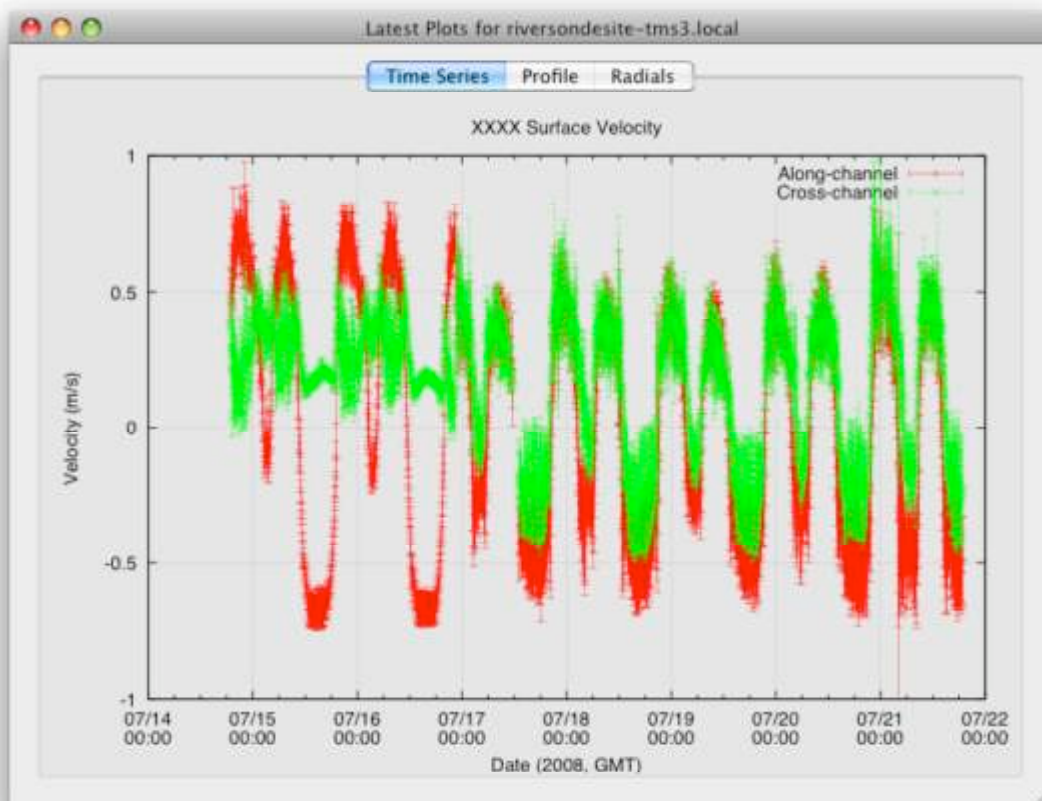 Latest Plots for riversondesite-tms3.local
Time Series Profile Radials
XXXX Surface Velocity
Along-channel
Cross-channel
1
0.5
0
-0.5
-1
Velocity (m/s)
07/14 07/15 07/16 07/17 07/18 07/19 07/20 07/21 07/22
00:00 00:00 00:00 00:00 00:00 00:00 00:00 00:00 00:00
Date (2008, GMT)